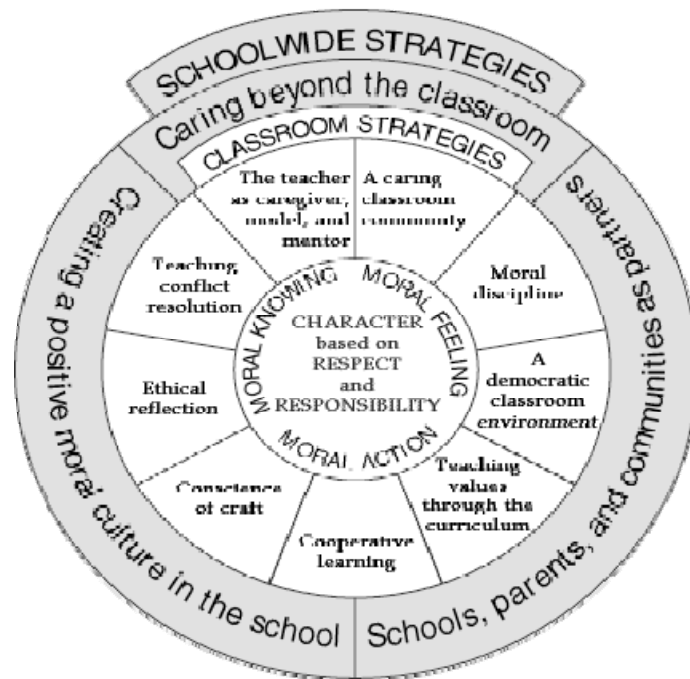 SCHOOLWIDE STRATEGIES
Caring beyond the classroom
CLASSROOM STRATEGIES
The teacher
as caregiver,
model, and
mentor
A caring
classroom
community
Moral
discipline
A
democratic
classroom
environment
Teaching
values
through the
curriculum
Cooperative
learning
Conscience
of craft
Ethical
reflection
Teaching
conflict
resolution
MORAL KNOWING
MORAL FEELING
MORAL ACTION
CHARACTER
based on
RESPECT
and
RESPONSIBILITY
Creating a positive moral culture in the school
Schools, parents, and communities as partners